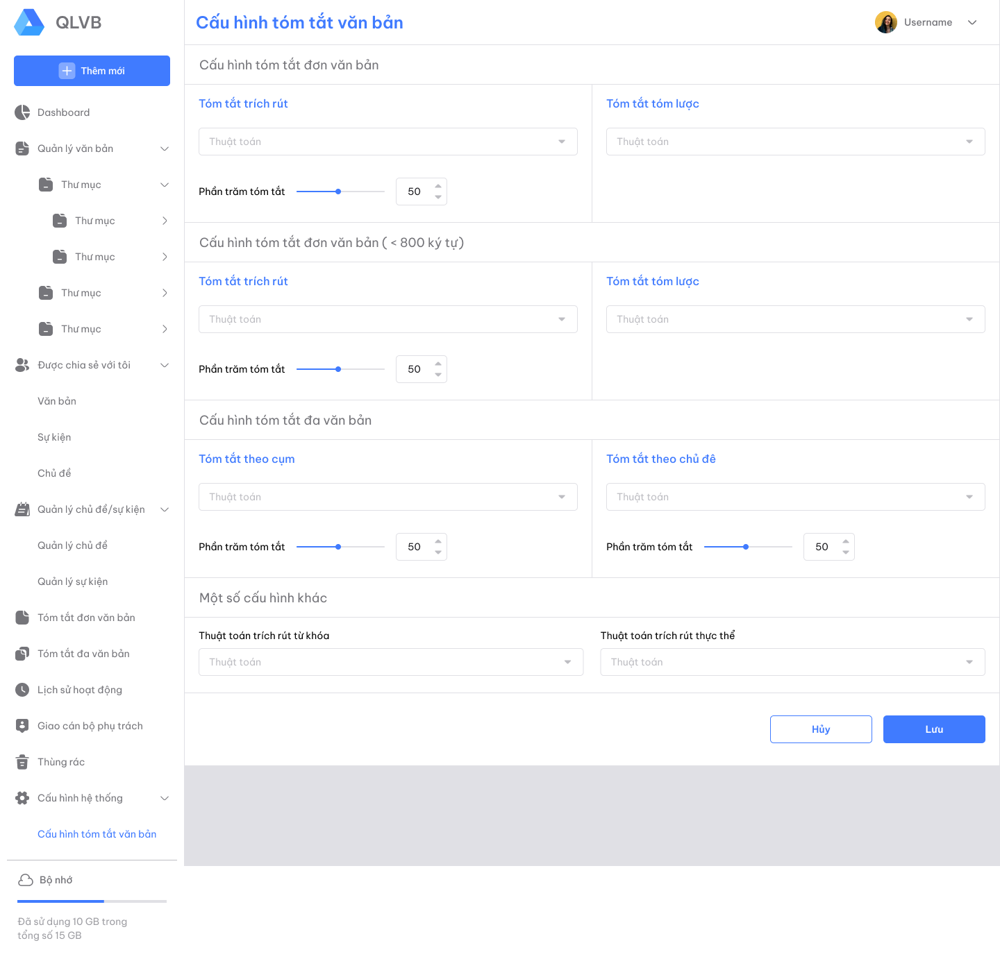 QLVB
Thêm mới
Dashboard
Quản lý văn bản
Thư mục
Thư mục
Thư mục
Thư mục
Thư mục
Được chia sẻ với tôi
Văn bản
Sự kiện
Chủ đề
Quản lý chủ đề/sự kiện
Quản lý chủ đề
Quản lý sự kiện
Tóm tắt đơn văn bản
Tóm tắt đa văn bản
Lịch sử hoạt động
Giao cán bộ phụ trách
Thùng rác
Cấu hình hệ thống
Cấu hình tóm tắt văn bản
Bộ nhớ
Đã sử dụng 10 GB trong
tổng số 15 GB
Cấu hình tóm tắt văn bản
Username
Cấu hình tóm tắt đơn văn bản
Tóm tắt trích rút
Thuật toán
Phần trăm tóm tắt
50
Tóm tắt tóm lược
Thuật toán
Cấu hình tóm tắt đơn văn bản ( < 800 ký tự)
Tóm tắt trích rút
Thuật toán
Phần trăm tóm tắt
50
Tóm tắt tóm lược
Thuật toán
Cấu hình tóm tắt đa văn bản
Tóm tắt theo cụm
Thuật toán
Phần trăm tóm tắt
50
Tóm tắt theo chủ đê
Thuật toán
Phần trăm tóm tắt
50
Một số cấu hình khác
Thuật toán trích rút từ khóa
Thuật toán
Thuật toán trích rút thực thể
Thuật toán
Hủy
Lưu